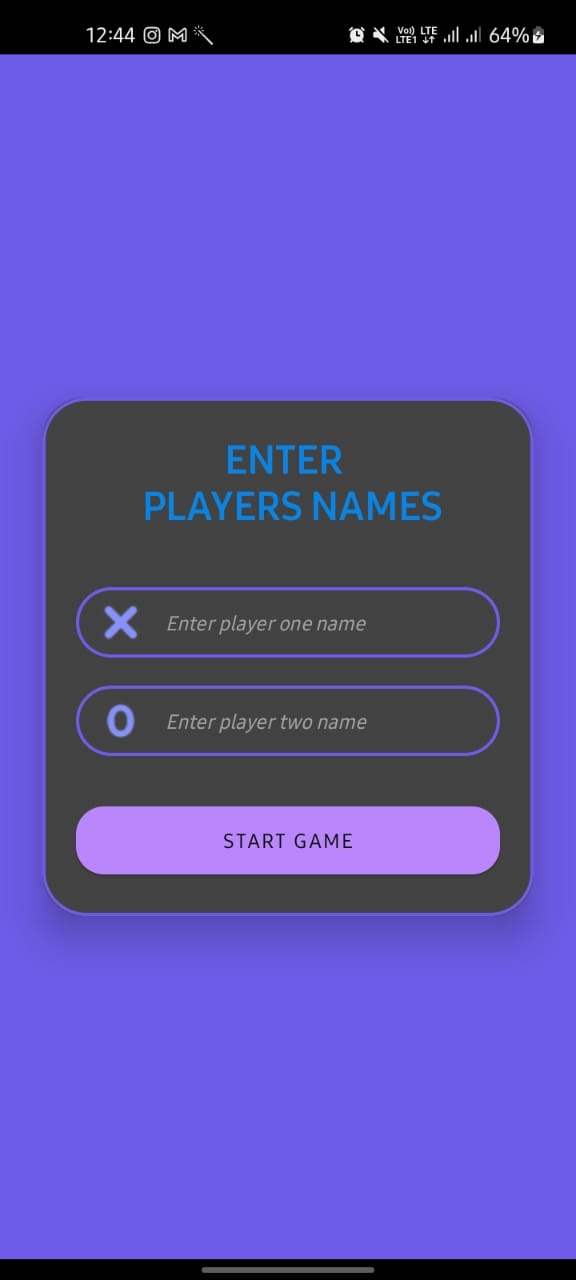 12:44 Vo) LTE 64%
LTE1
ENTER
PLAYERS NAMES
X Enter player one name
O Enter player two name
START GAME